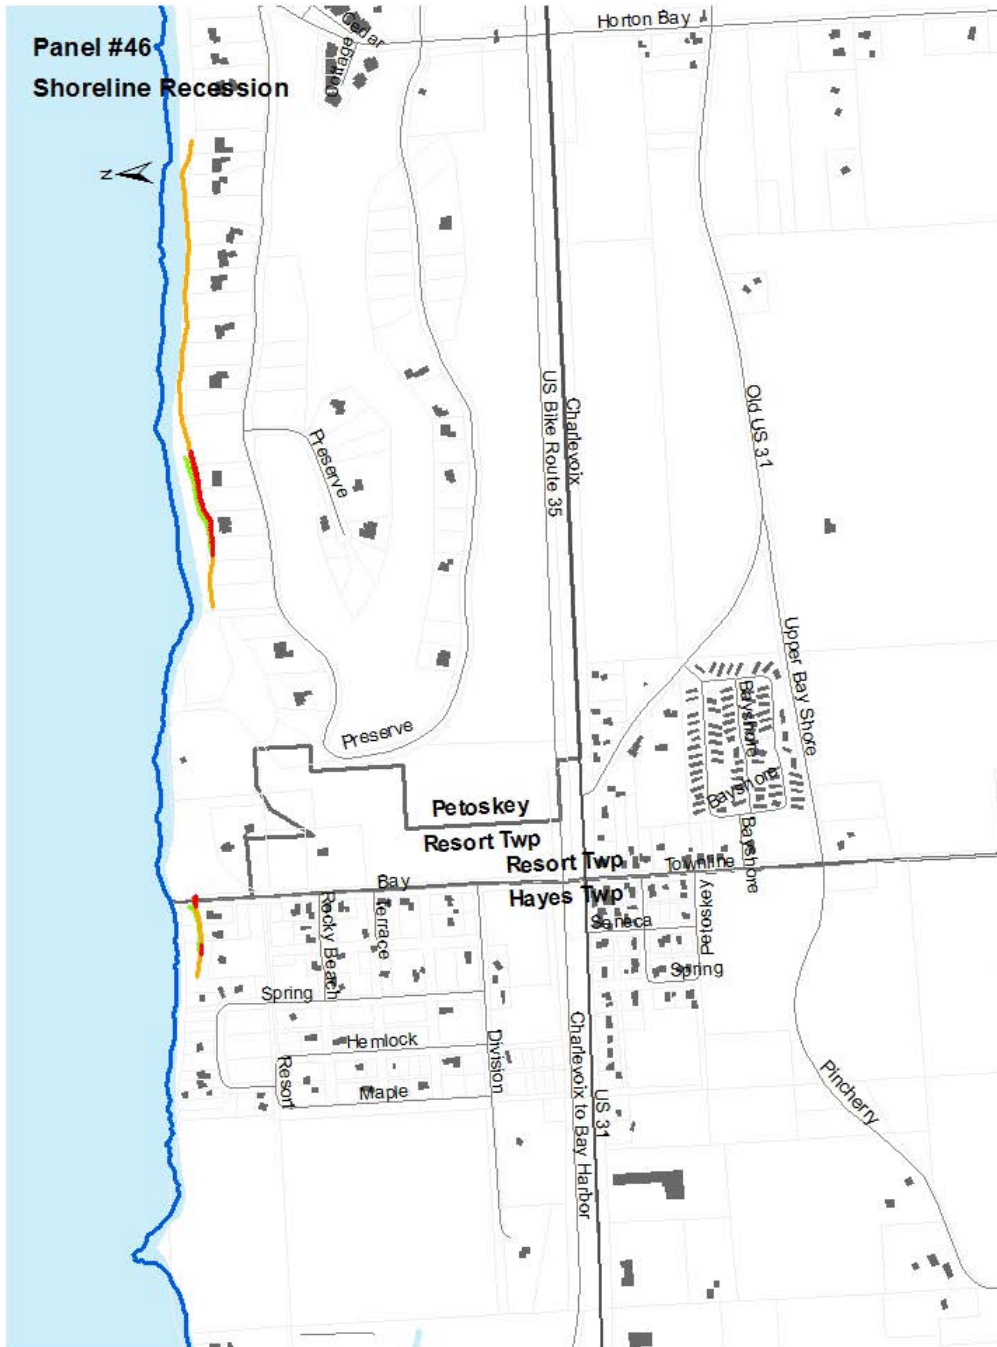 Panel #46
Shoreline Recession
N
Cedar
Cottage
Horton Bay
Preserve
US Bike Route 35
Charlevoix
Old US 31
Upper Bay Shore
Preserve
Bayshore
Bayshore
Bayshore
Petoskey
Resort Twp
Resort Twp
Townline
Bay
Hayes Twp
Seneca
Petoskey
Spring
Rocky Beach
Terrace
Spring
Hemlock
Division
Resort
Maple
Charlevoix to Bay Harbor
US 31
Pincherry